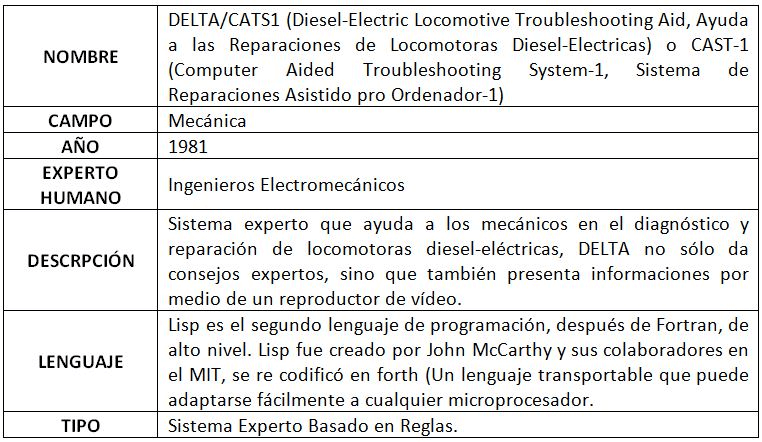 NOMBRE
DELTA/CATS1 (Diesel-Electric Locomotive Troubleshooting Aid, Ayuda
a las Reparaciones de Locomotoras Diesel-Electricas) o CAST-1
(Computer Aided Troubleshooting System-1, Sistema de
Reparaciones Asistido pro Ordenador-1)
CAMPO
Mecánica
AÑO
1981
EXPERTO
HUMANO
Ingenieros Electromecánicos
DESCRPCIÓN
Sistema experto que ayuda a los mecánicos en el diagnóstico y
reparación de locomotoras diesel-eléctricas, DELTA no sólo da
consejos expertos, sino que también presenta informaciones por
medio de un reproductor de vídeo.
LENGUAJE
Lisp es el segundo lenguaje de programación, después de Fortran, de
alto nivel. Lisp fue creado por John McCarthy y sus colaboradores en
el MIT, se re codificó en forth (Un lenguaje transportable que puede
adaptarse fácilmente a cualquier microprocesador.
TIPO
Sistema Experto Basado en Reglas.